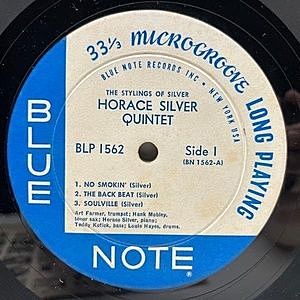 33⅓ MICROGROOVE LONG PLAYING
BLUE NOTE RECORDS INC • NEW YORK USA
THE STYLINGS OF SILVER
HORACE SILVER
QUINTET
BLP 1562
Side 1
(BN 1562-A)
1. NO SMOKIN' (Silver)
2. THE BACK BEAT (Silver)
3. SOULVILLE (Silver)
Art Farmer, trumpet; Hank Mobley,
tenor sax; Horace Silver, piano;
Teddy Kotick, bass; Louis Hayes, drums.
BLUE
NOTE ®